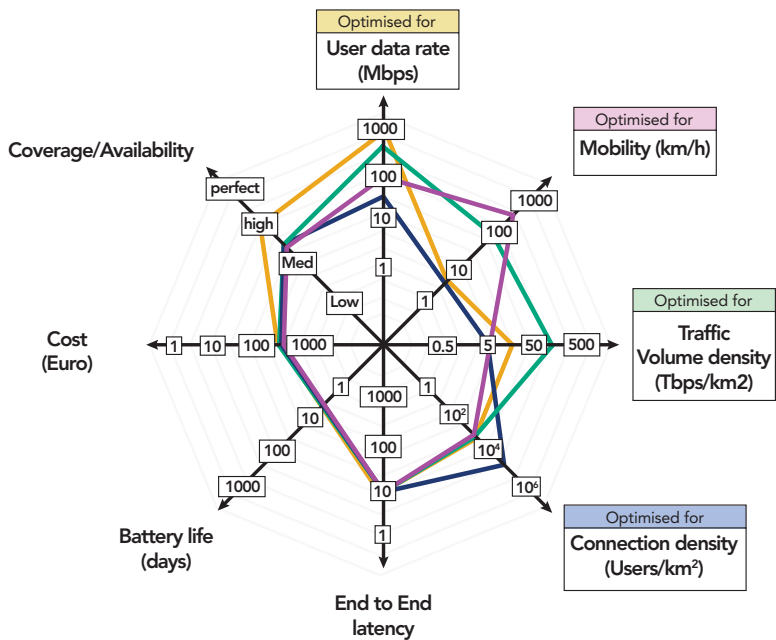 Optimised for
User data rate
(Mbps)
Optimised for
Mobility (km/h)
Coverage/Availability
1000
100
10
1
perfect
high
Med
Low
1000
100
10
1
Optimised for
Traffic
Volume density
(Tbps/km2)
Cost
(Euro)
1
10
100
1000
0.5
5
50
500
1
10
100
1000
1000
100
10
1
1
10²
10⁴
10⁶
Battery life
(days)
End to End
latency
Optimised for
Connection density
(Users/km²)